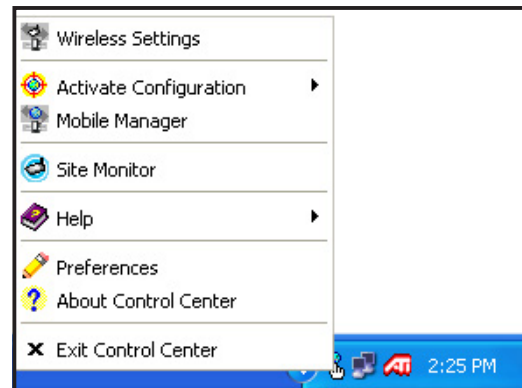 Wireless Settings
Activate Configuration
Mobile Manager
Site Monitor
Help
Preferences
About Control Center
Exit Control Center
ATI 2:25 PM